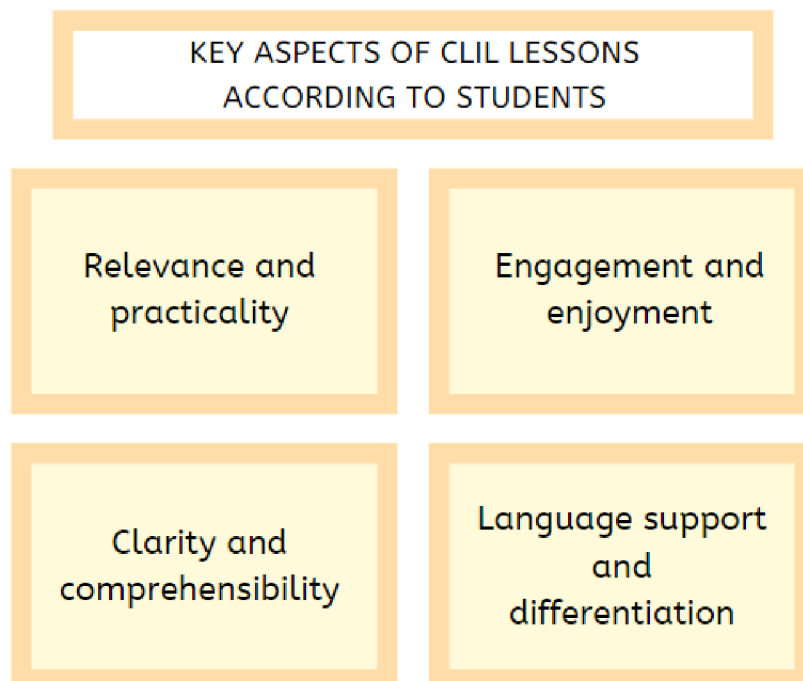 KEY ASPECTS OF CLIL LESSONS
ACCORDING TO STUDENTS
Relevance and
practicality
Engagement and
enjoyment
Clarity and
comprehensibility
Language support
and
differentiation